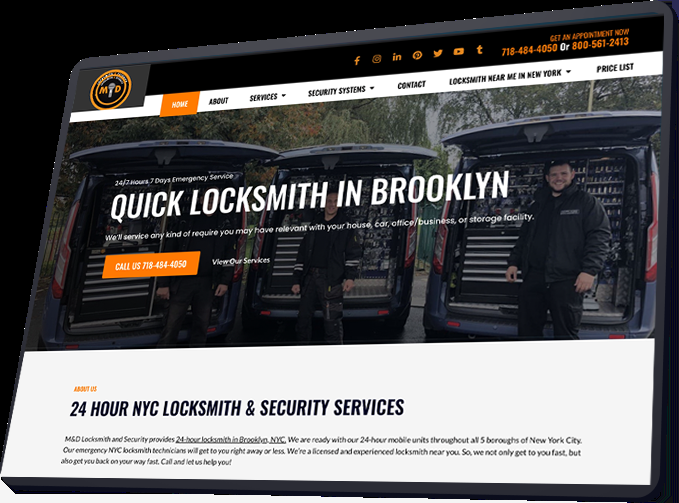 GET AN APPOINTMENT NOW
718-484-4050 Or 800-561-2413
M D
HOME ABOUT SERVICES SECURITY SYSTEMS CONTACT LOCKSMITH NEAR ME IN NEW YORK PRICE LIST
24/7 Hours 7 Days Emergency Service
QUICK LOCKSMITH IN BROOKLYN
We'll service any kind of require you may have relevant with your house, car, office/business, or storage facility.
CALL US 718-484-4050 View Our Services
ABOUT US
24 HOUR NYC LOCKSMITH & SECURITY SERVICES
M&D Locksmith and Security provides 24-hour locksmith in Brooklyn, NYC. We are ready with our 24-hour mobile units throughout all 5 boroughs of New York City.
Our emergency NYC locksmith technicians will get to you right away or less. We're a licensed and experienced locksmith near you. So, we not only get to you fast, but
also get you back on your way fast. Call and let us help you!